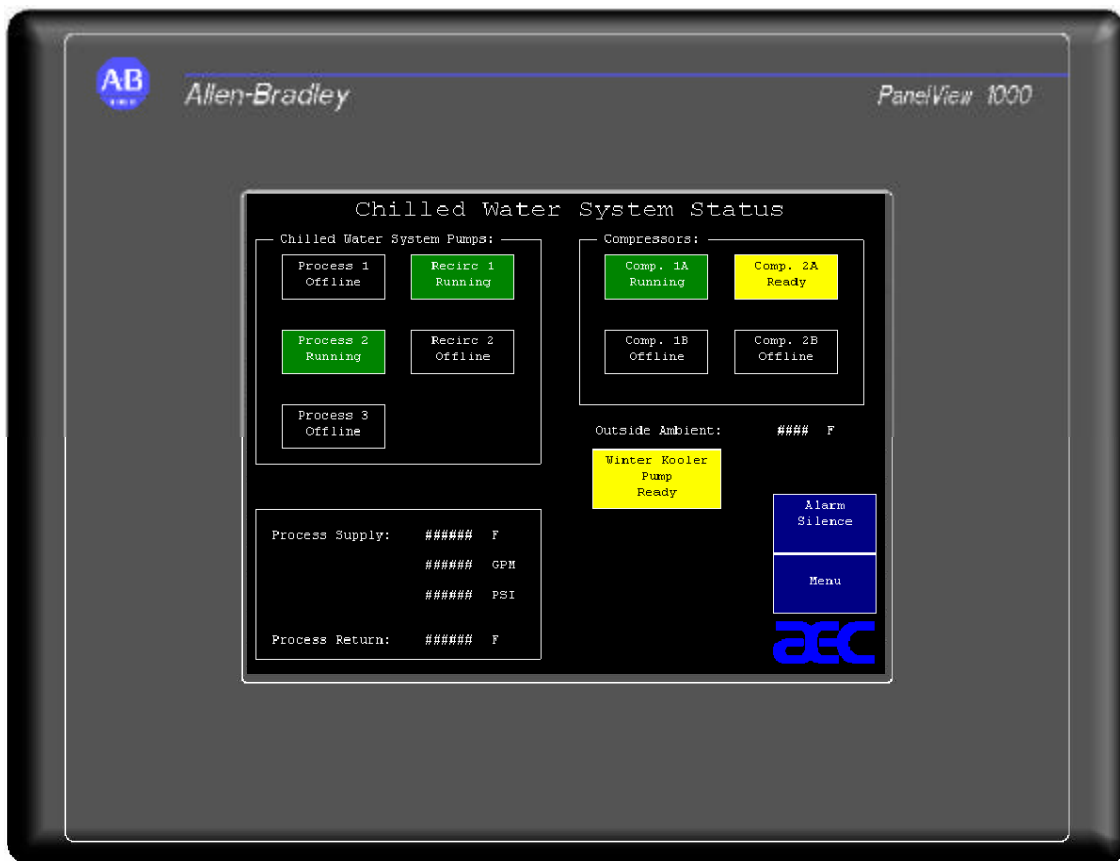 A·B
Allen-Bradley
PanelView 1000
Chilled Water System Status
Chilled Water System Pumps:
Process 1
Offline
Recirc 1
Running
Process 2
Running
Recirc 2
Offline
Process 3
Offline
Compressors:
Comp. 1A
Running
Comp. 2A
Ready
Comp. 1B
Offline
Comp. 2B
Offline
Outside Ambient: #### F
Winter Kooler
Pump
Ready
Process Supply: ###### F
###### GPM
###### PSI
Process Return: ###### F
Alarm
Silence
Menu
aec